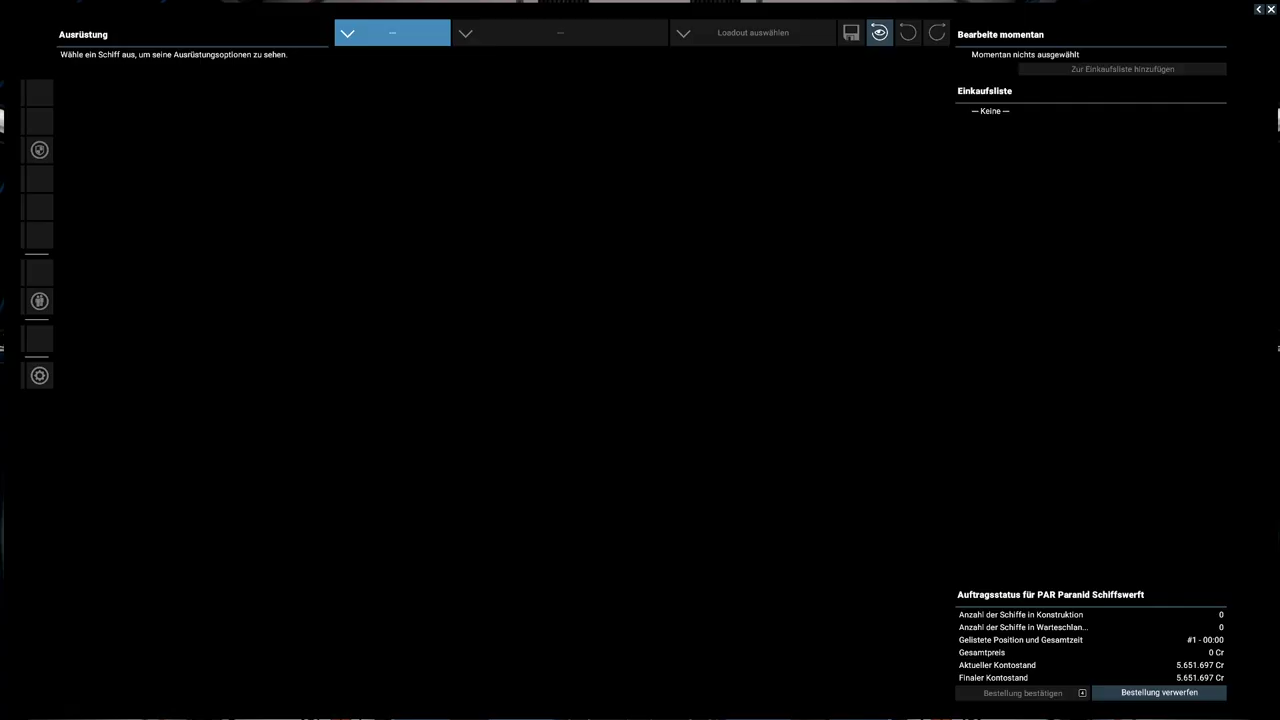 Ausrüstung
Wähle ein Schiff aus, um seine Ausrüstungsoptionen zu sehen.
—
—
Loadout auswählen
Bearbeite momentan
Momentan nichts ausgewählt
Zur Einkaufsliste hinzufügen
Einkaufsliste
— Keine —
Auftragsstatus für PAR Paranid Schiffswerft
Anzahl der Schiffe in Konstruktion 0
Anzahl der Schiffe in Warteschlan... 0
Gelistete Position und Gesamtzeit #1 - 00:00
Gesamtpreis 0 Cr
Aktueller Kontostand 5.651.697 Cr
Finaler Kontostand 5.651.697 Cr
Bestellung bestätigen
Bestellung verwerfen